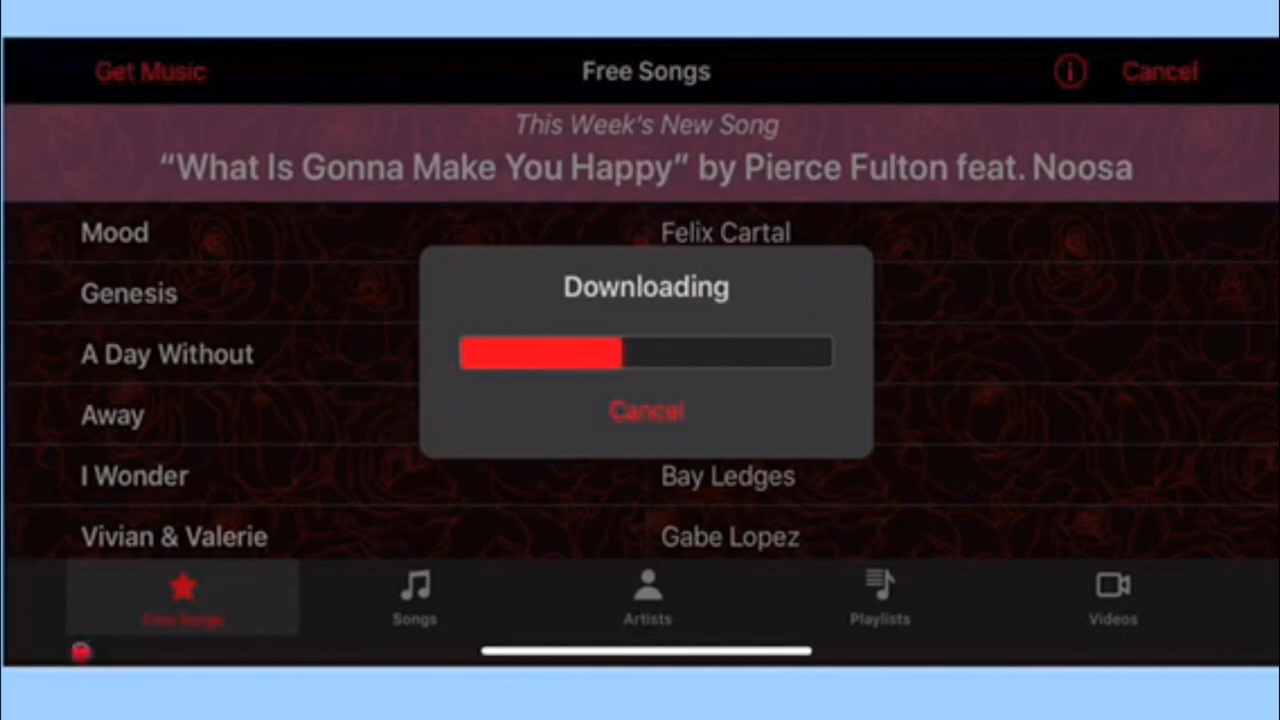 Get Music
Free Songs
Cancel
This Week's New Song
“What Is Gonna Make You Happy” by Pierce Fulton feat. Noosa
Mood
Felix Cartal
Genesis
A Day Without
Away
I Wonder
Bay Ledges
Vivian & Valerie
Gabe Lopez
Downloading
Cancel
Free Songs
Songs
Artists
Playlists
Videos